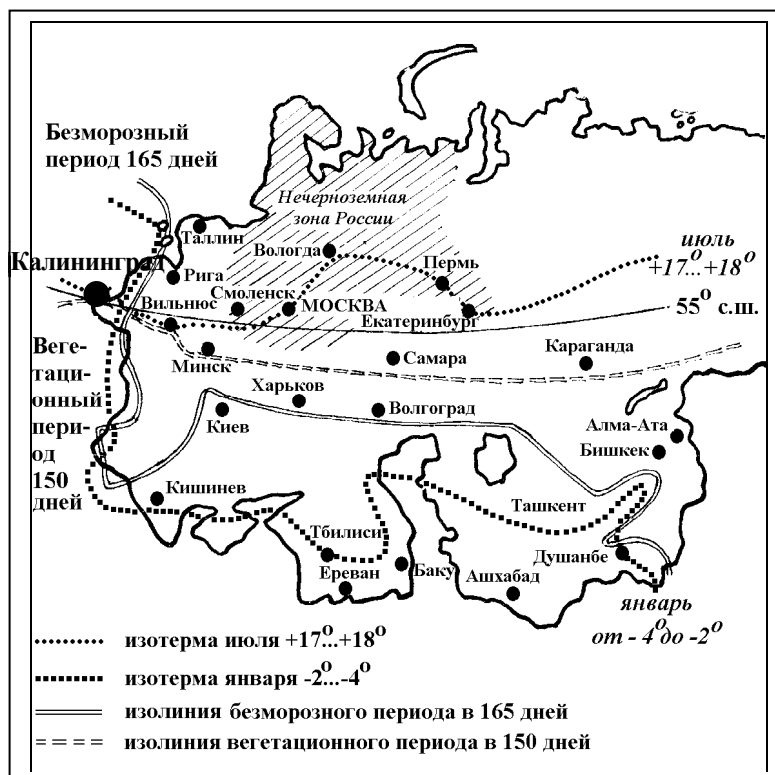 Безморозный
период 165 дней
Нечерноземная
зона России
Таллин
Вологда
июль
+17°...+18°
Калининград
Рига
Пермь
Вильнюс
Смоленск
МОСКВА
Екатеринбург
55° с.ш.
Веге-
таци-
онный
пери-
од
150
дней
Минск
Самара
Караганда
Харьков
Киев
Волгоград
Алма-Ата
Бишкек
Кишинев
Ташкент
Тбилиси
Душанбе
Ереван
Баку
Ашхабад
январь
от - 4° до -2°
изотерма июля +17°...+18°
изотерма января -2°...-4°
изолиния безморозного периода в 165 дней
изолиния вегетационного периода в 150 дней